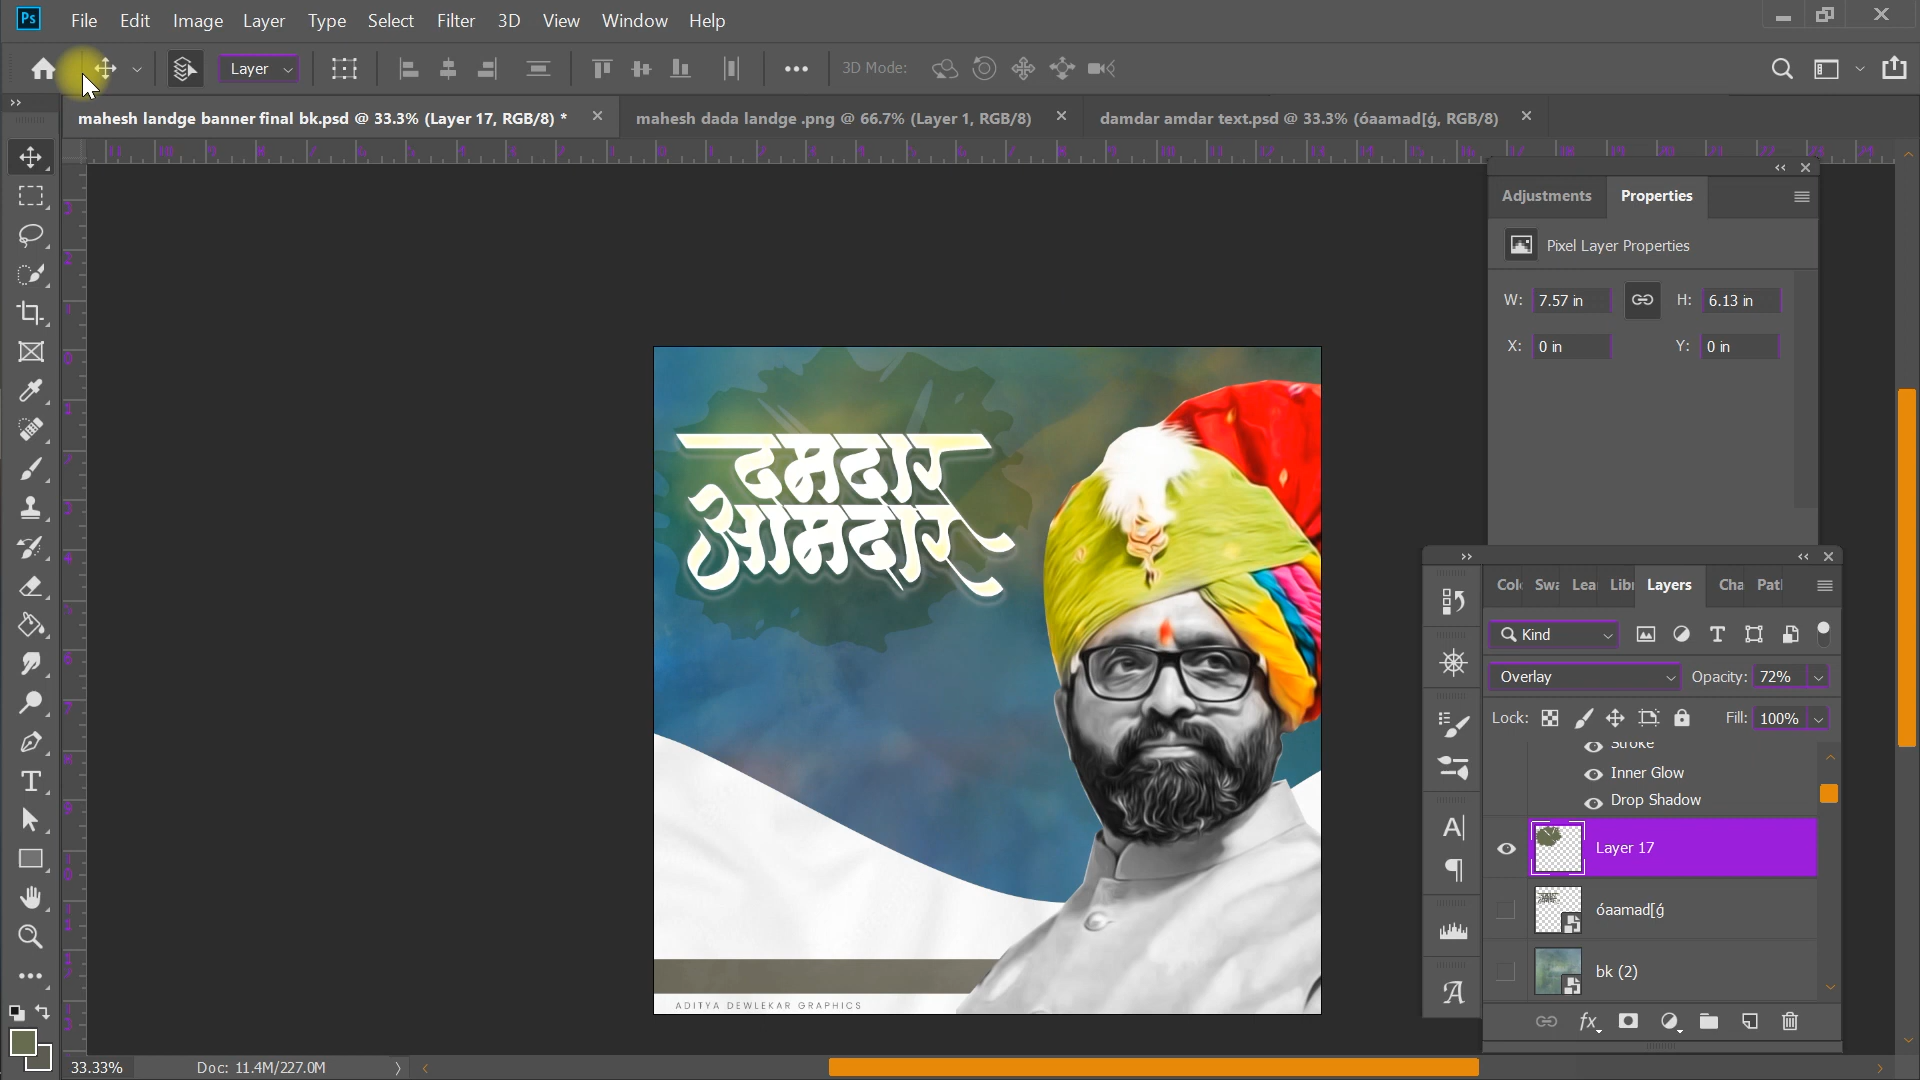 Ps File Edit Image Layer Type Select Filter 3D View Window Help
Layer 3D Mode:
mahesh landge banner final bk.psd @ 33.3% (Layer 17, RGB/8) *
mahesh dada landge .png @ 66.7% (Layer 1, RGB/8)
damdar amdar text.psd @ 33.3% (óaamad[ǵ, RGB/8)
Adjustments Properties
Pixel Layer Properties
W: 7.57 in H: 6.13 in
X: 0 in Y: 0 in
दमदार
आमदार
ADITYA DEWLEKAR GRAPHICS
Layers
Kind
Overlay Opacity: 72%
Lock: Fill: 100%
Stroke
Inner Glow
Drop Shadow
Layer 17
óaamad[ǵ
bk (2)
33.33% Doc: 11.4M/227.0M